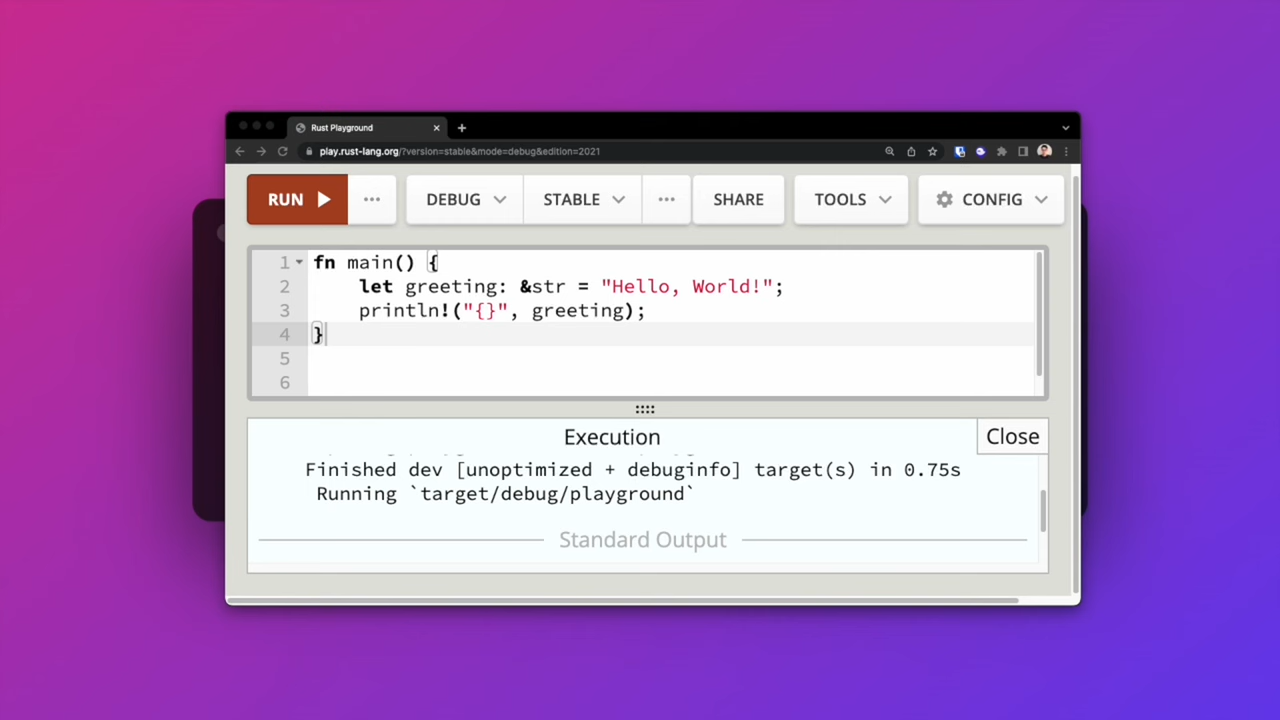 Rust Playground
play.rust-lang.org/?version=stable&mode=debug&edition=2021
RUN ... DEBUG STABLE ... SHARE TOOLS CONFIG
1 fn main() {
2     let greeting: &str = "Hello, World!";
3     println!("{}", greeting);
4 }
5
6
Execution Close
Finished dev [unoptimized + debuginfo] target(s) in 0.75s
Running `target/debug/playground`
Standard Output